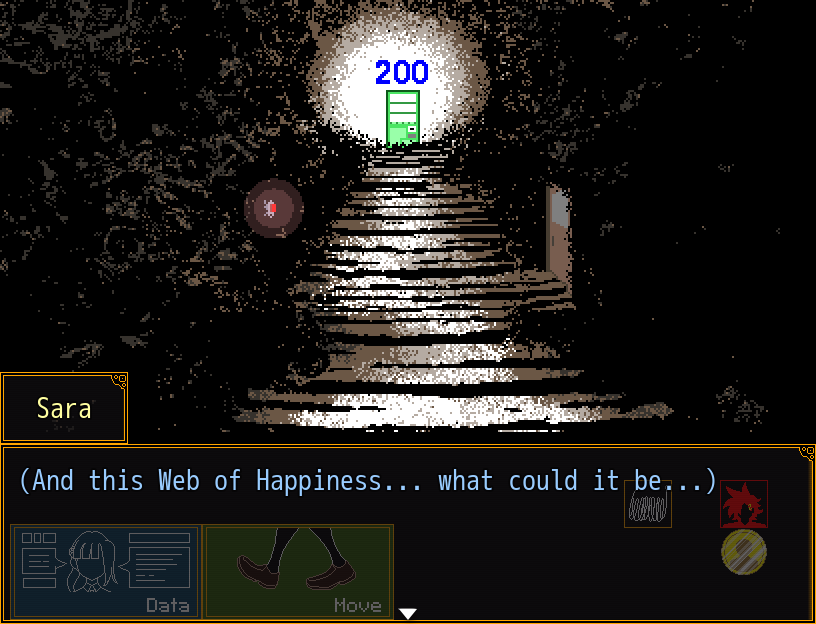 200
Sara
(And this Web of Happiness... what could it be...)
Data
Move